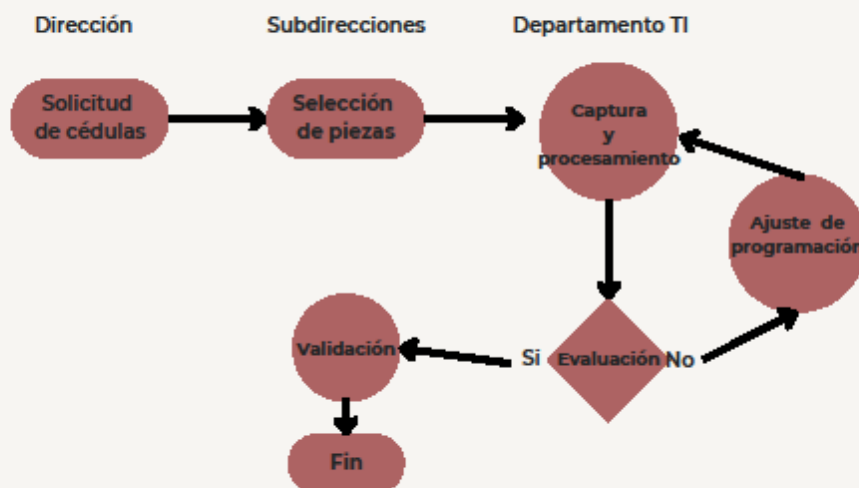 Dirección
Subdirecciones
Departamento TI
Solicitud
de cédulas
Selección
de piezas
Captura
y
procesamiento
Ajuste de
programación
Validación
Si
Evaluación
No
Fin